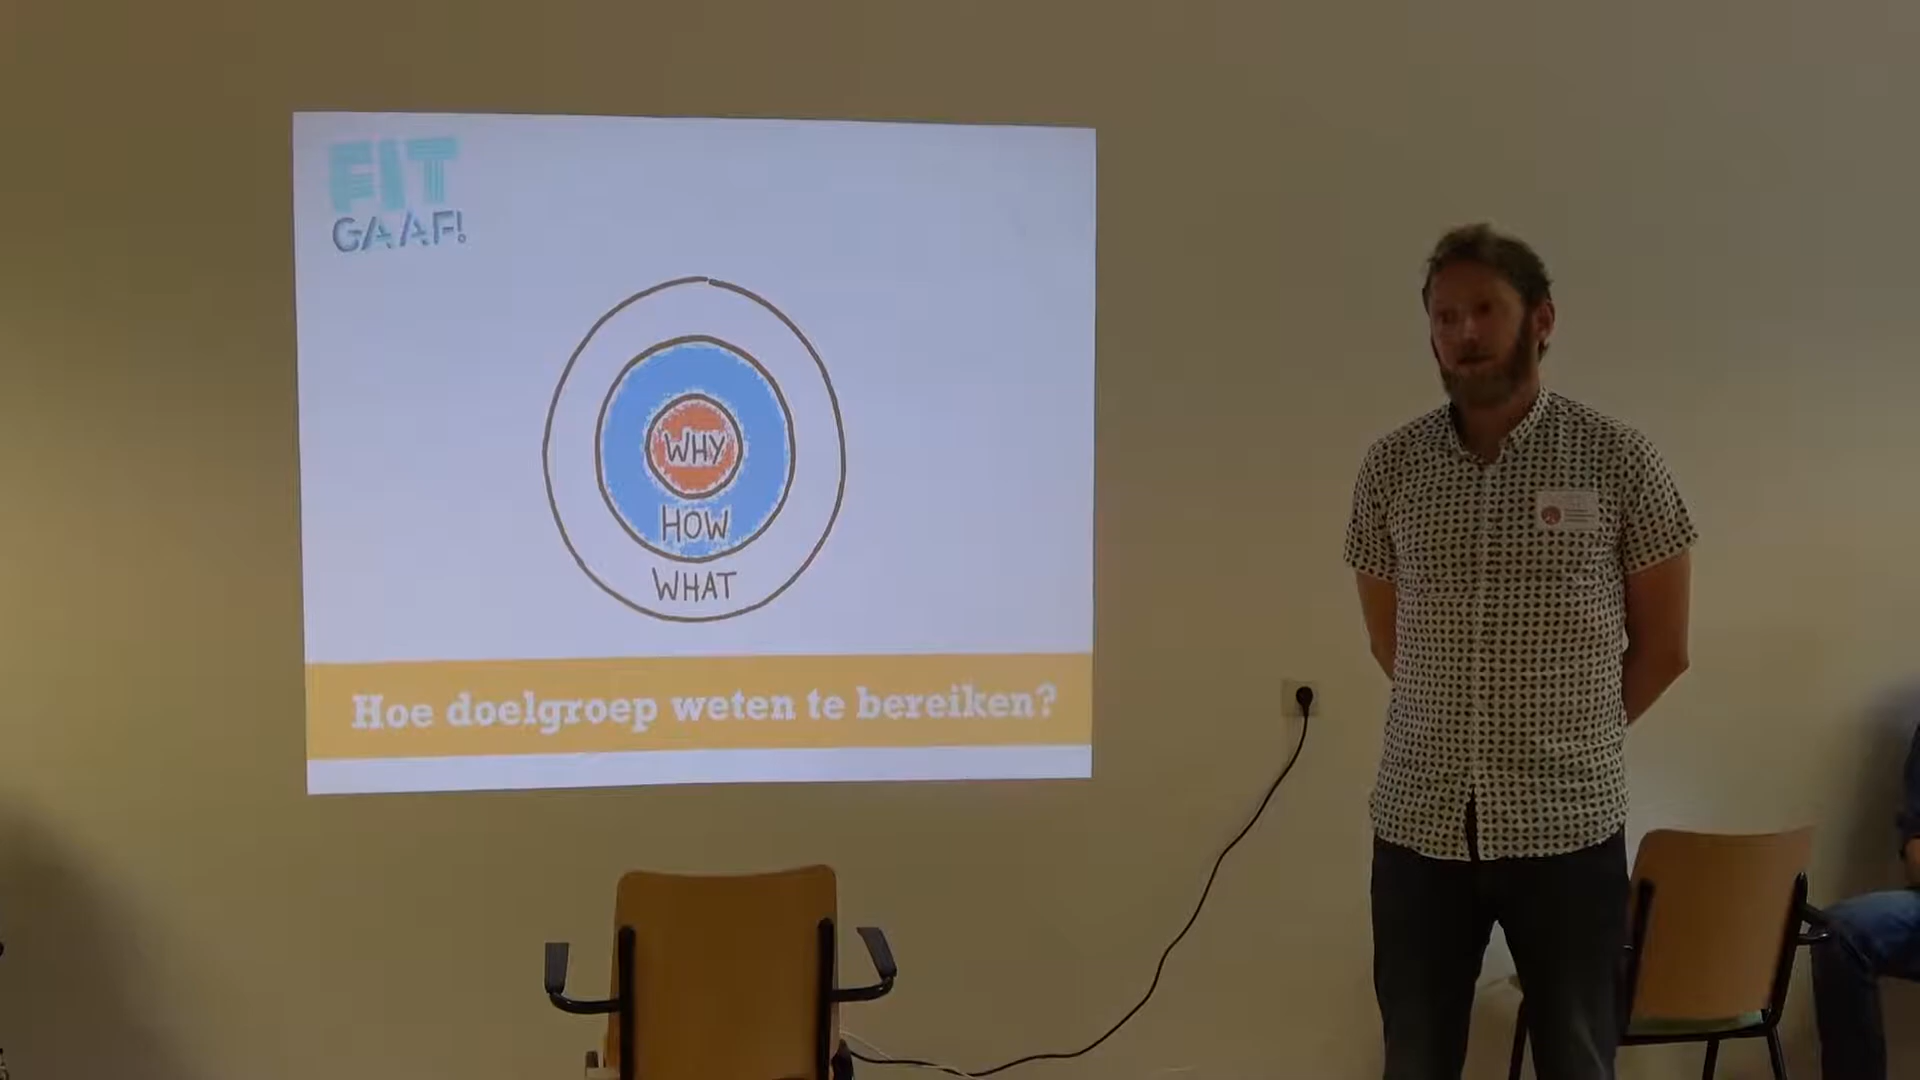 FIT
GAAF!
WHY
HOW
WHAT
Hoe doelgroep weten te bereiken?